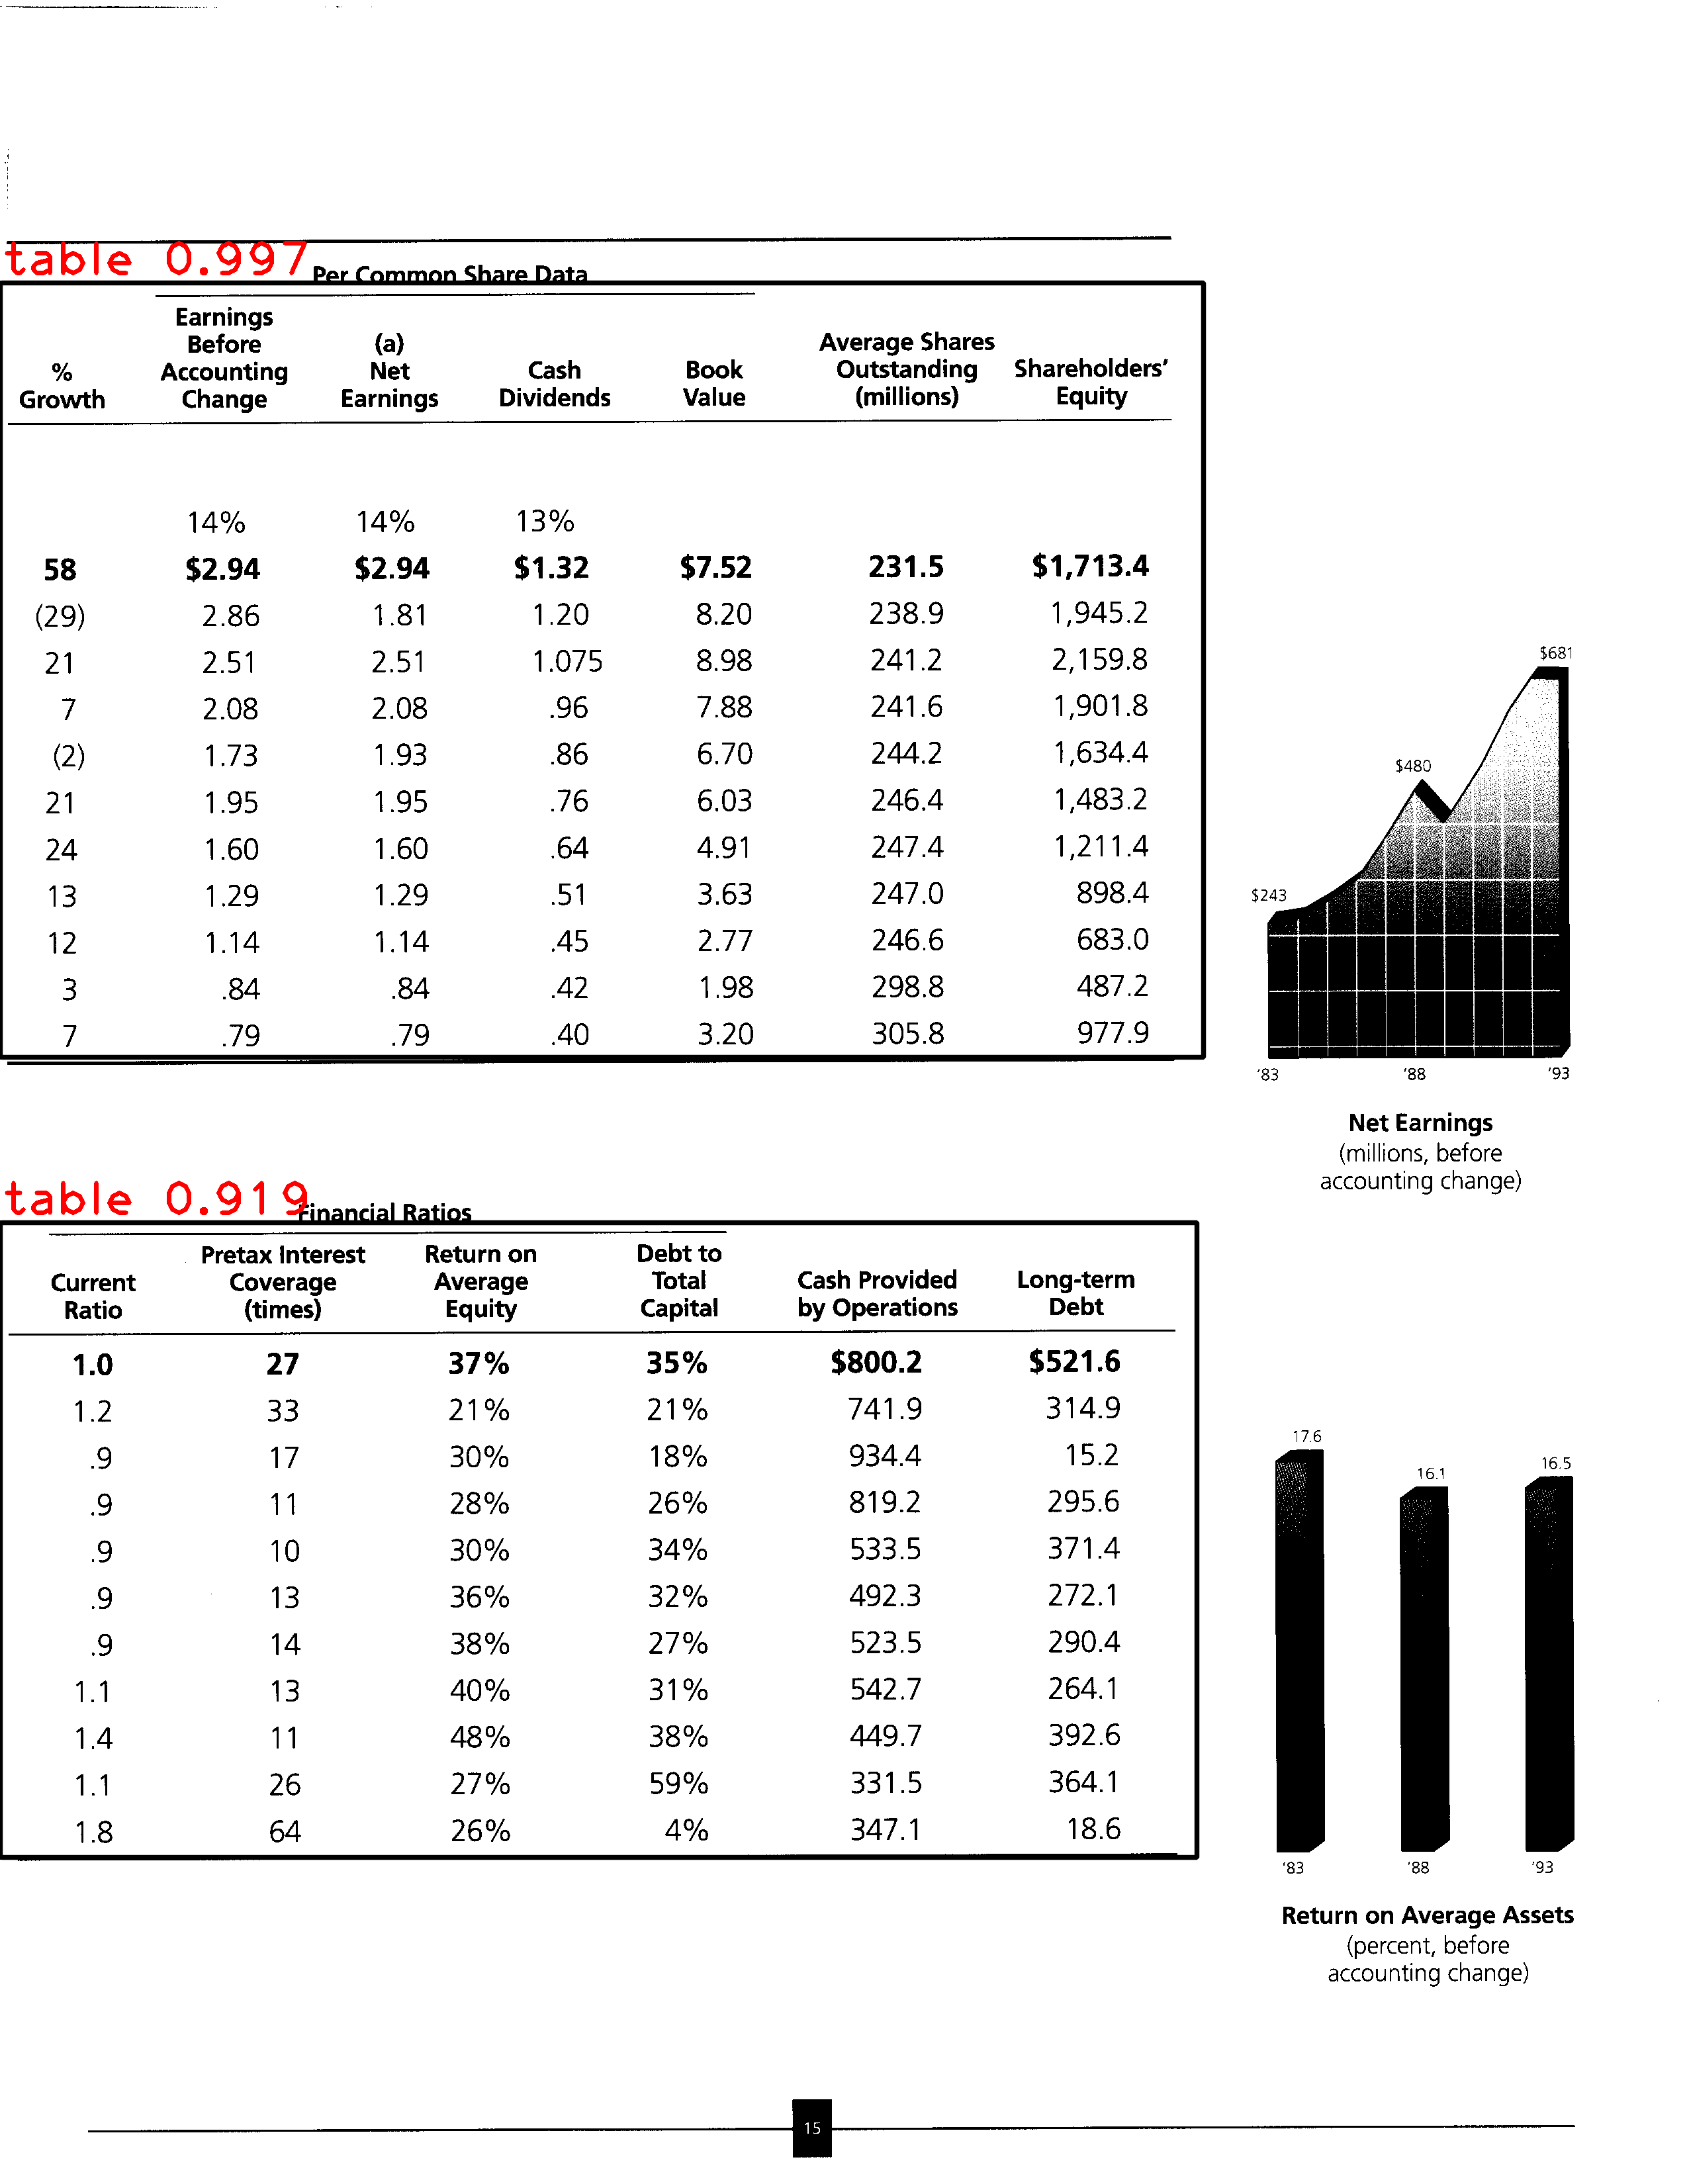 table 0.997
Per Common Share Data
Earnings
Before (a) Average Shares
% Accounting Net Cash Book Outstanding Shareholders'
Growth Change Earnings Dividends Value (millions) Equity
14% 14% 13%
58 $2.94 $2.94 $1.32 $7.52 231.5 $1,713.4
(29) 2.86 1.81 1.20 8.20 238.9 1,945.2
21 2.51 2.51 1.075 8.98 241.2 2,159.8
7 2.08 2.08 .96 7.88 241.6 1,901.8
(2) 1.73 1.93 .86 6.70 244.2 1,634.4
21 1.95 1.95 .76 6.03 246.4 1,483.2
24 1.60 1.60 .64 4.91 247.4 1,211.4
13 1.29 1.29 .51 3.63 247.0 898.4
12 1.14 1.14 .45 2.77 246.6 683.0
3 .84 .84 .42 1.98 298.8 487.2
7 .79 .79 .40 3.20 305.8 977.9
$681
$480
$243
'83 '88 '93
Net Earnings
(millions, before
accounting change)
table 0.919
Financial Ratios
Pretax Interest Return on Debt to
Current Coverage Average Total Cash Provided Long-term
Ratio (times) Equity Capital by Operations Debt
1.0 27 37% 35% $800.2 $521.6
1.2 33 21% 21% 741.9 314.9
.9 17 30% 18% 934.4 15.2
.9 11 28% 26% 819.2 295.6
.9 10 30% 34% 533.5 371.4
.9 13 36% 32% 492.3 272.1
.9 14 38% 27% 523.5 290.4
1.1 13 40% 31% 542.7 264.1
1.4 11 48% 38% 449.7 392.6
1.1 26 27% 59% 331.5 364.1
1.8 64 26% 4% 347.1 18.6
17.6
16.1
16.5
'83 '88 '93
Return on Average Assets
(percent, before
accounting change)
15